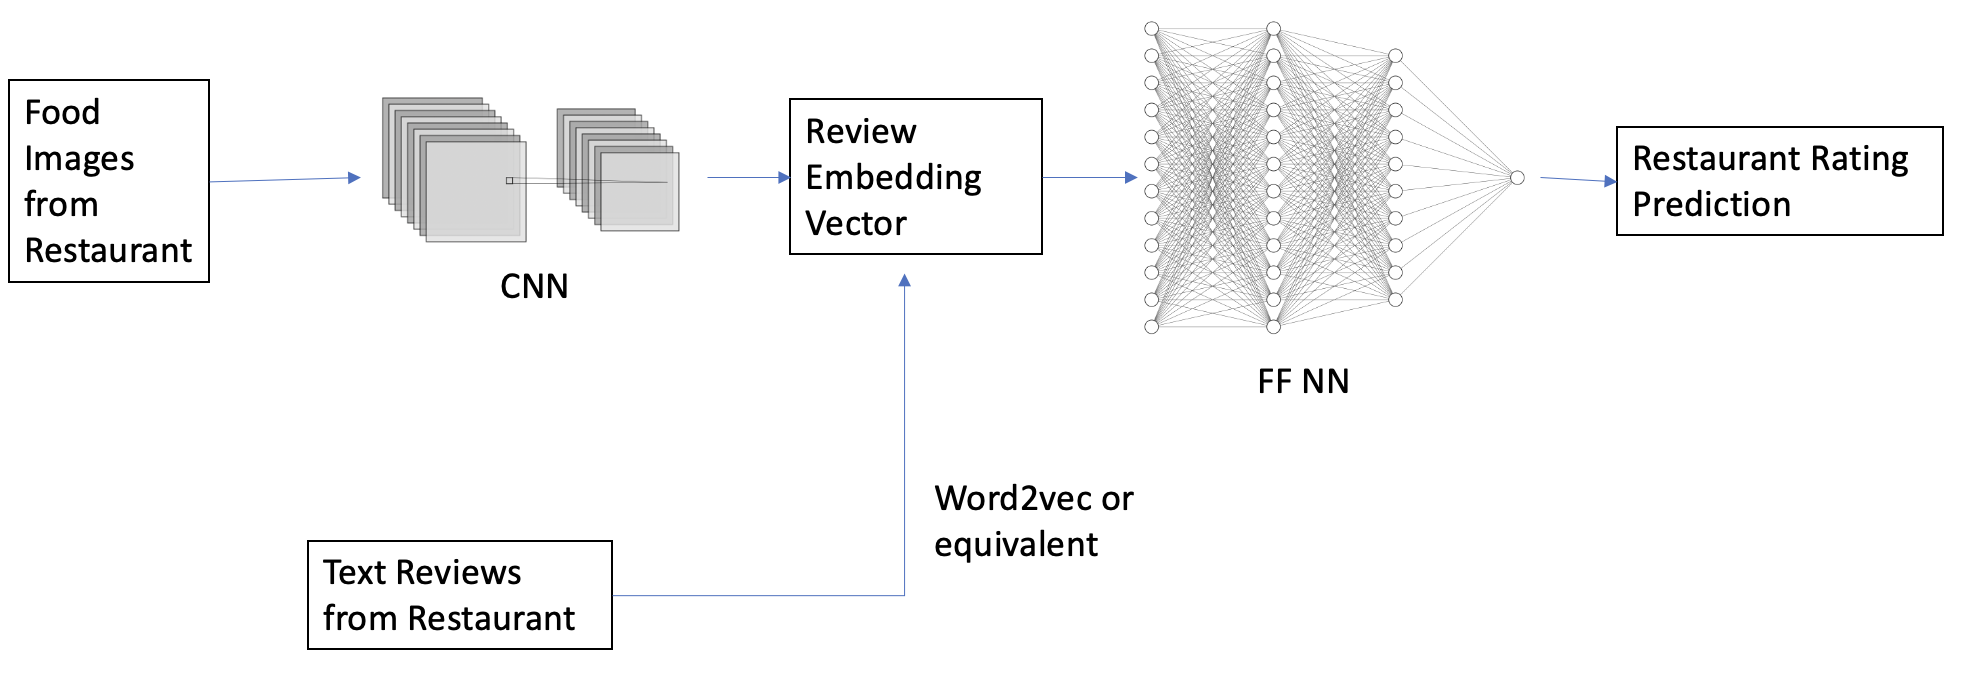 Food
Images
from
Restaurant
CNN
Review
Embedding
Vector
FF NN
Restaurant Rating
Prediction
Word2vec or
equivalent
Text Reviews
from Restaurant